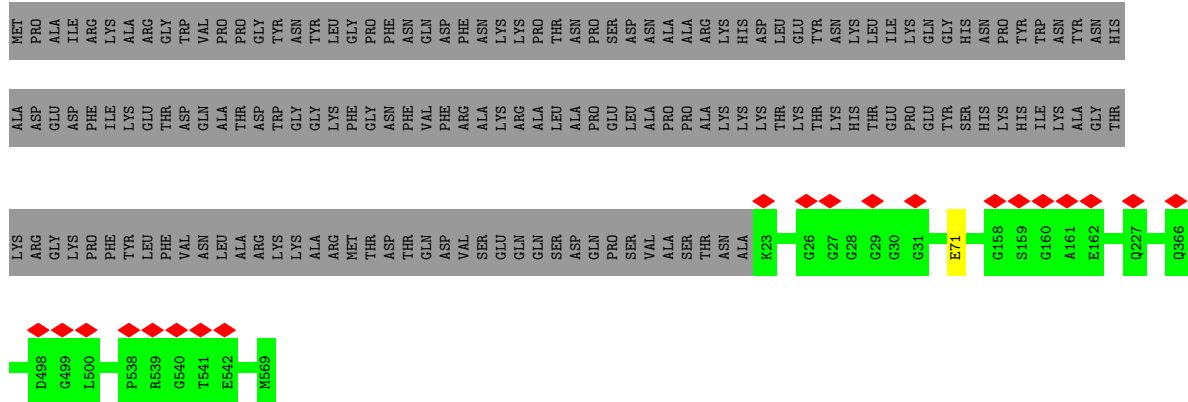 MET PRO ALA ILE ARG LYS ALA ARG GLY TRP VAL PRO PRO GLY TYR ASN TYR LEU GLY PRO PHE ASN GLN ASP PHE ASN LYS LYS PRO THR ASN PRO SER ASP ASN ALA ALA ARG LYS HIS ASP LEU GLU TYR ASN LYS LEU ILE LYS GLN GLY HIS ASN PRO TYR TRP ASN TYR ASN HIS
ALA ASP GLU ASP PHE ILE LYS GLU THR ASP GLN ALA THR ASP TRP GLY GLY LYS PHE GLY ASN PHE VAL PHE ARG ALA LYS ARG ALA LEU ALA PRO GLU LEU ALA PRO PRO ALA ARG LYS LYS LYS THR LYS THR LYS HIS THR GLU PRO GLU TYR SER HIS LYS HIS ILE LYS ALA GLY THR
LYS ARG GLY LYS PRO PHE TYR LEU PHE VAL ASN LEU ALA ARG LYS LYS ALA ARG MET THR ASP THR GLN ASP VAL SER GLU GLN GLN SER ASP GLN PRO SER VAL ALA SER THR ASN ALA K23 G26 G27 G28 G29 G30 G31 E71 G158 S159 G160 A161 E162 Q227 Q366
D498 G499 L500 P538 R539 G540 T541 E542 M569